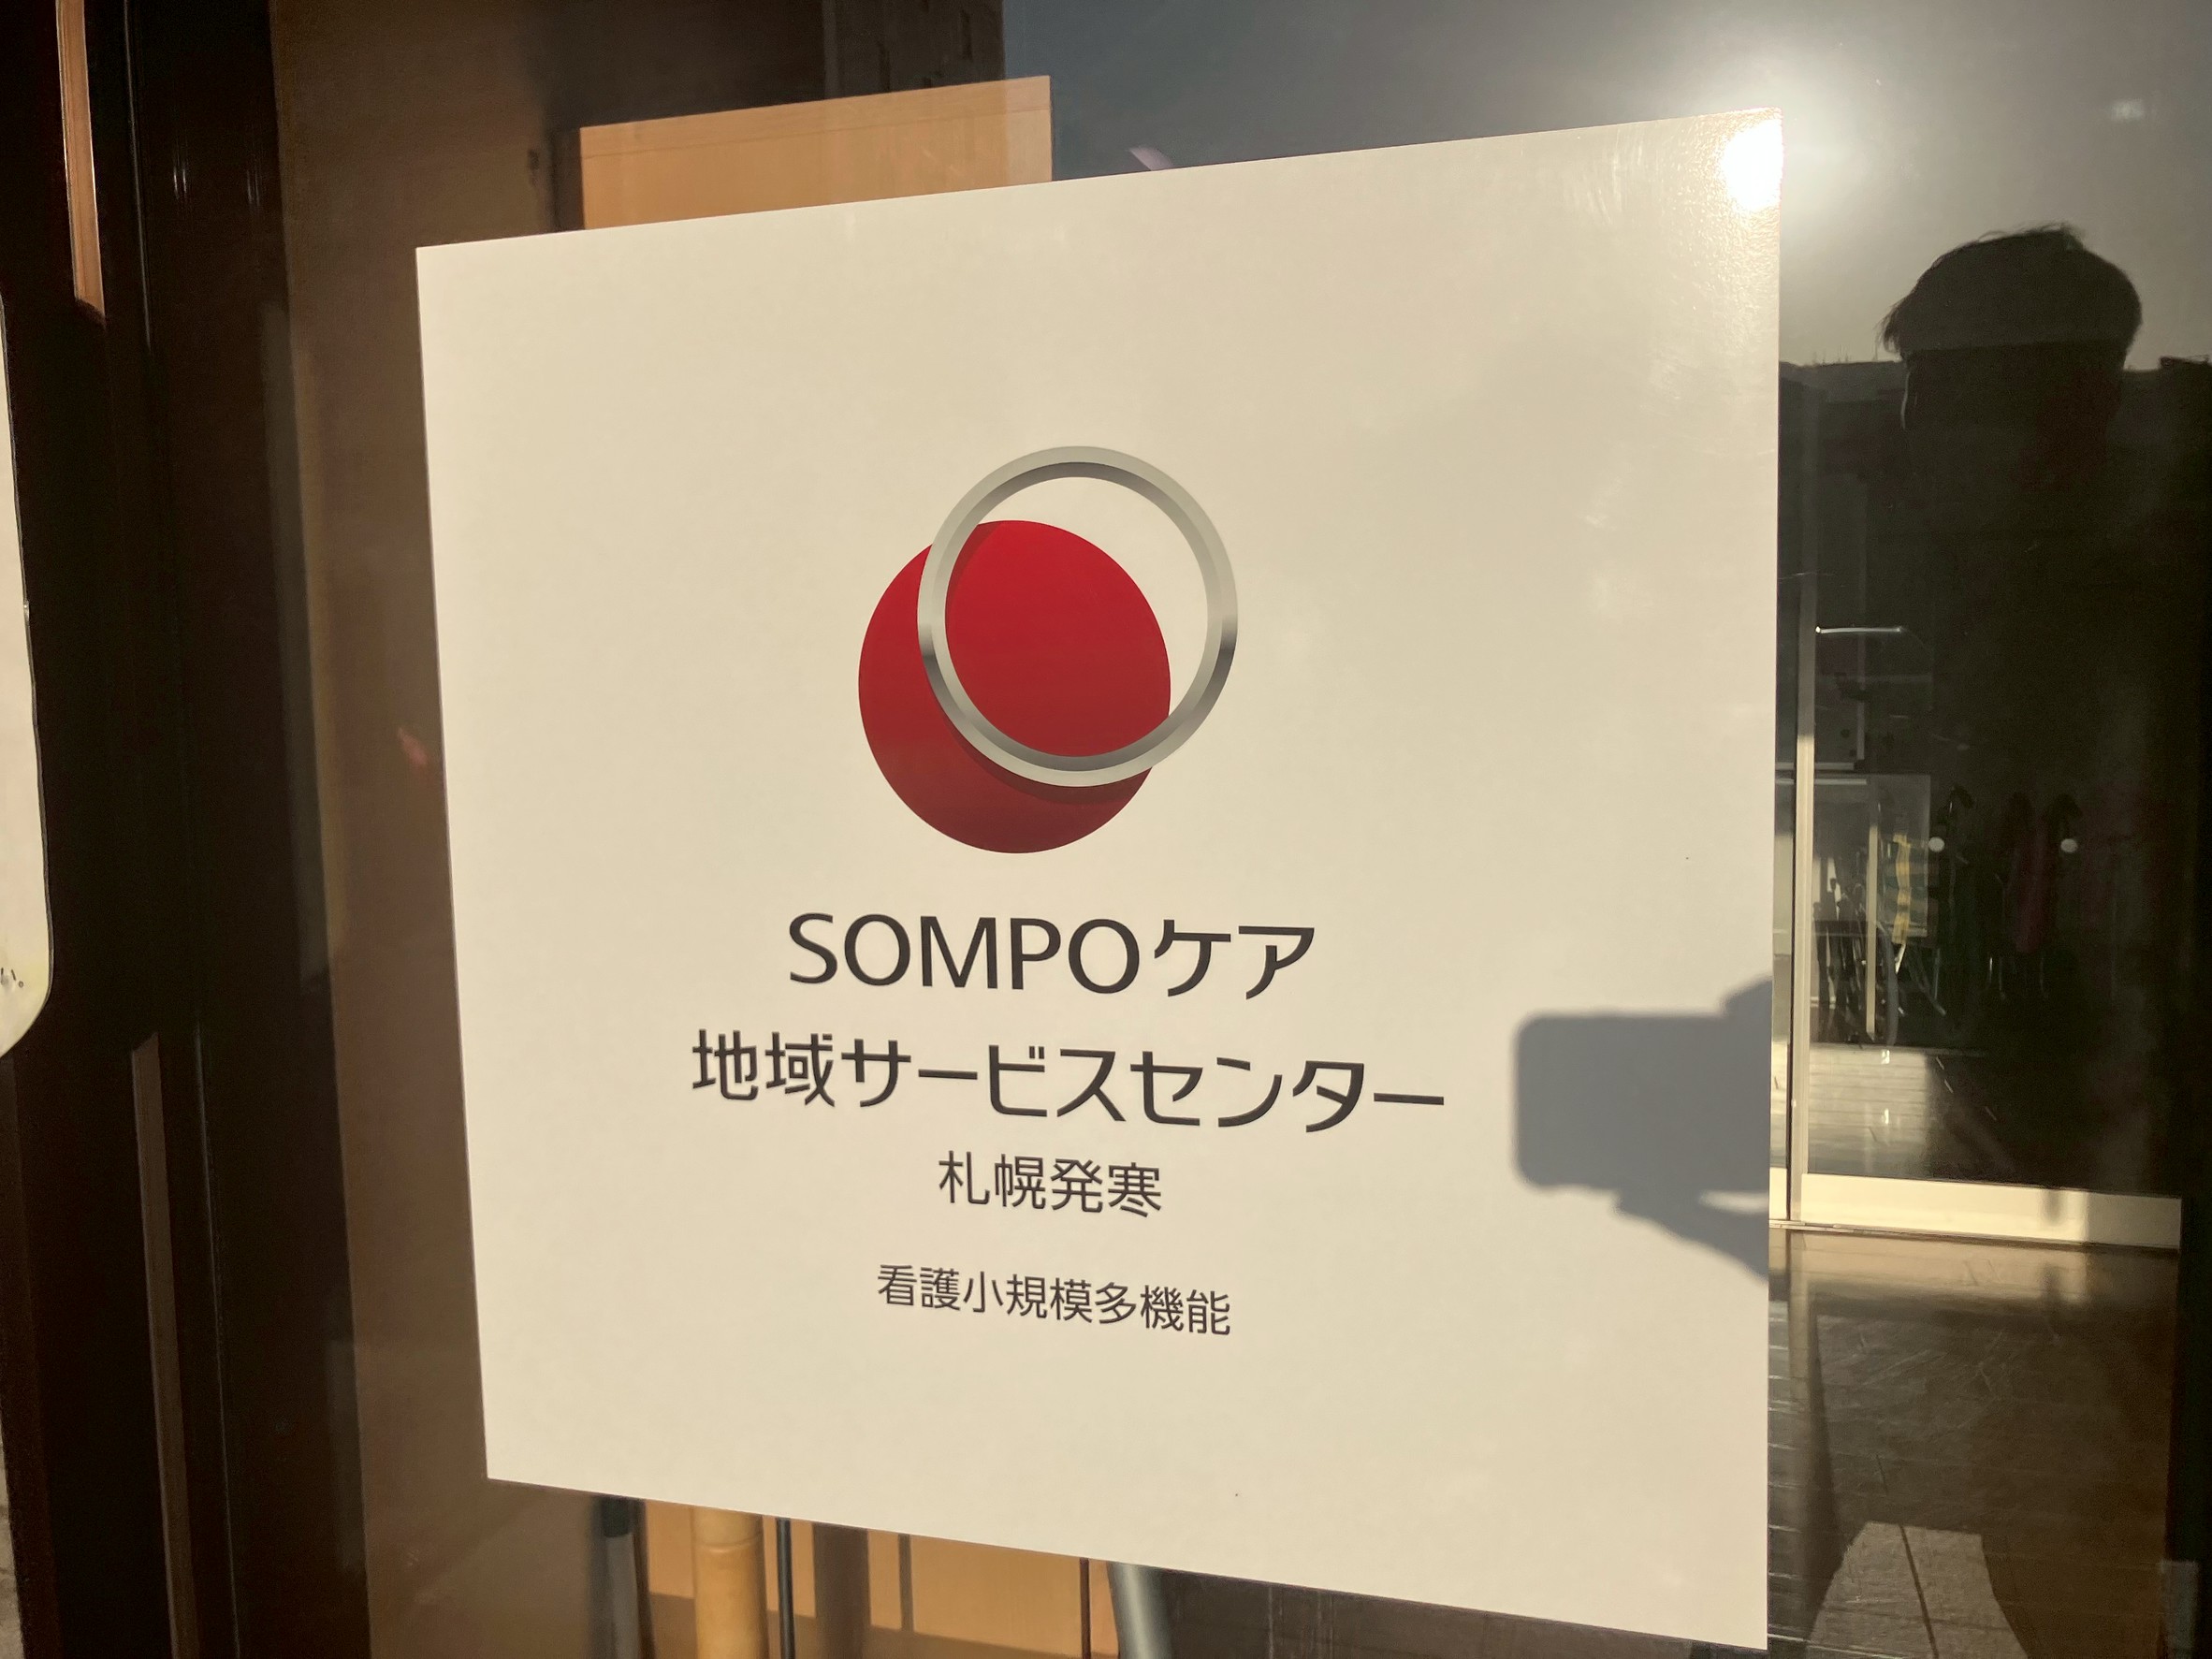 SOMPOケア
地域サービスセンター
札幌発寒
看護小規模多機能